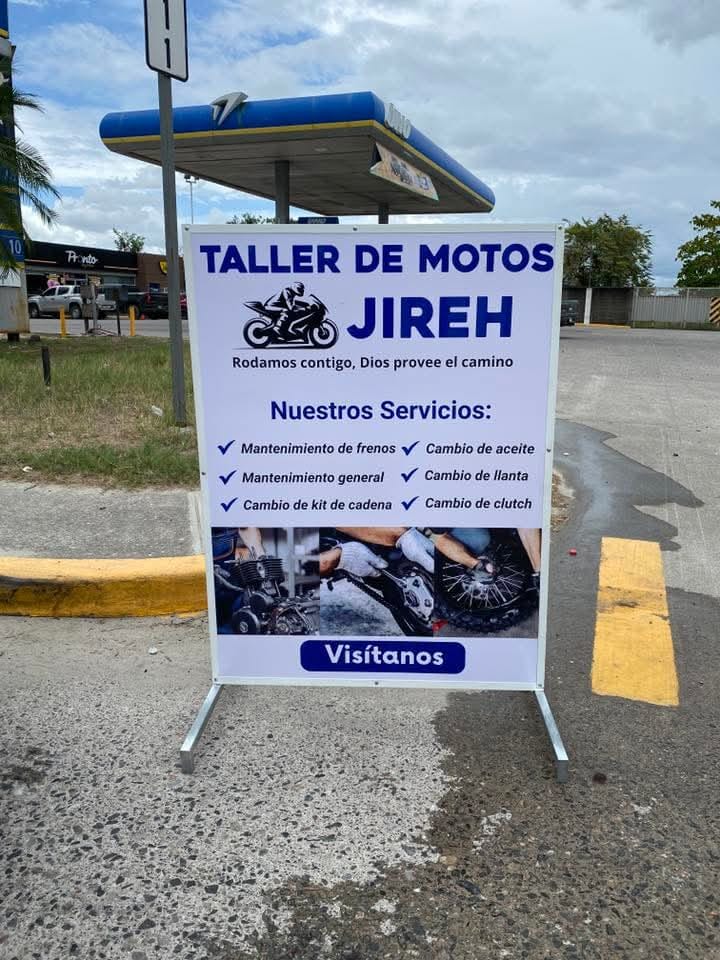 Pronto
10
TALLER DE MOTOS
JIREH
Rodamos contigo, Dios provee el camino
Nuestros Servicios:
Mantenimiento de frenos
Cambio de aceite
Mantenimiento general
Cambio de llanta
Cambio de kit de cadena
Cambio de clutch
Visítanos